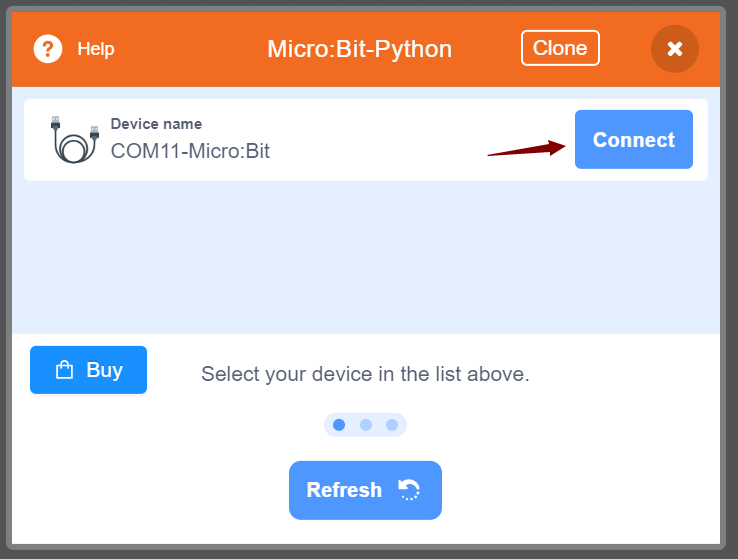 Help
Micro:Bit-Python
Clone
Device name
COM11-Micro:Bit
Connect
Buy
Select your device in the list above.
Refresh